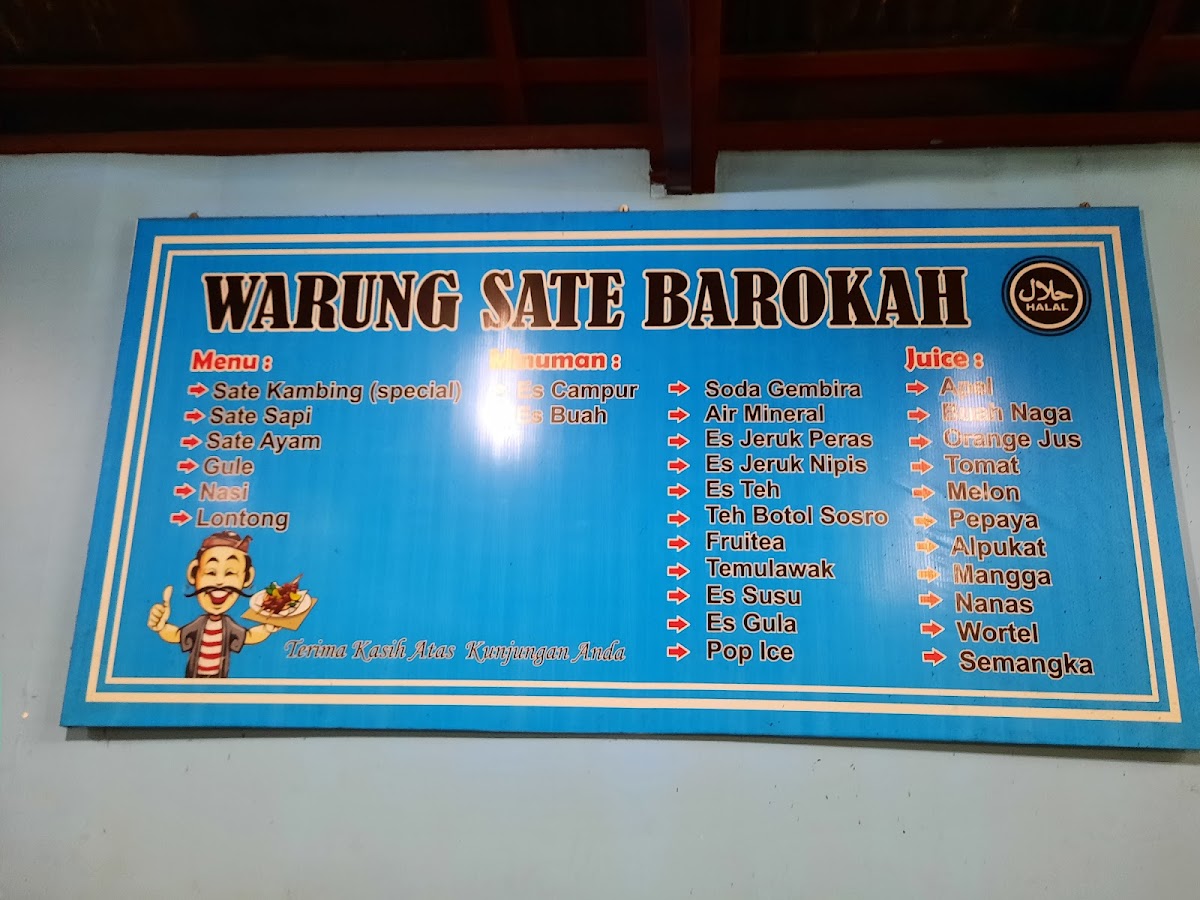 WARUNG SATE BAROKAH
حلال
HALAL
Menu :
Sate Kambing (special)
Sate Sapi
Sate Ayam
Gule
Nasi
Lontong
Minuman :
Es Campur
Es Buah
Soda Gembira
Air Mineral
Es Jeruk Peras
Es Jeruk Nipis
Es Teh
Teh Botol Sosro
Fruitea
Temulawak
Es Susu
Es Gula
Pop Ice
Juice :
Apal
Buah Naga
Orange Jus
Tomat
Melon
Pepaya
Alpukat
Mangga
Nanas
Wortel
Semangka
Terima Kasih Atas Kunjungan Anda